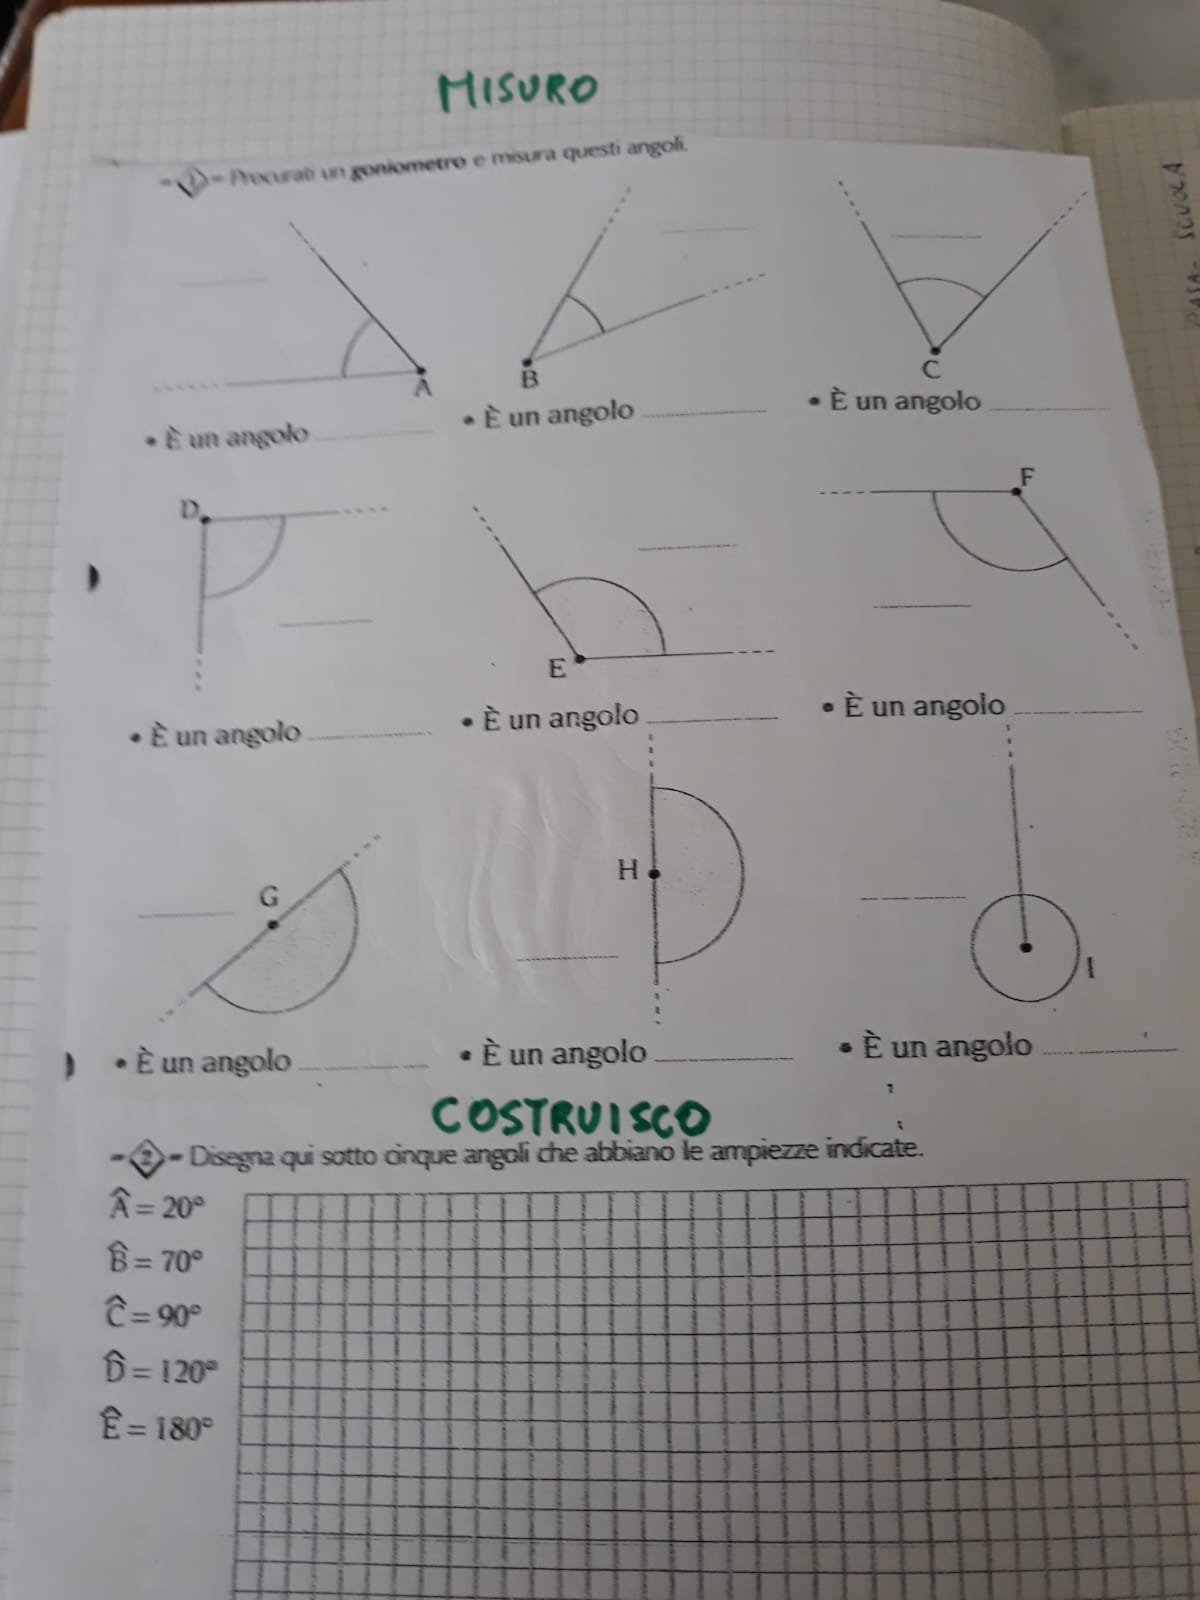 MISURO
1 Procurati un goniometro e misura questi angoli.
A
B
C
• È un angolo
• È un angolo
• È un angolo
D
E
F
• È un angolo
• È un angolo
• È un angolo
G
H
I
• È un angolo
• È un angolo
• È un angolo
COSTRUISCO
2 Disegna qui sotto cinque angoli che abbiano le ampiezze indicate.
Â = 20°
B̂ = 70°
Ĉ = 90°
D̂ = 120°
Ê = 180°
SCUOLA